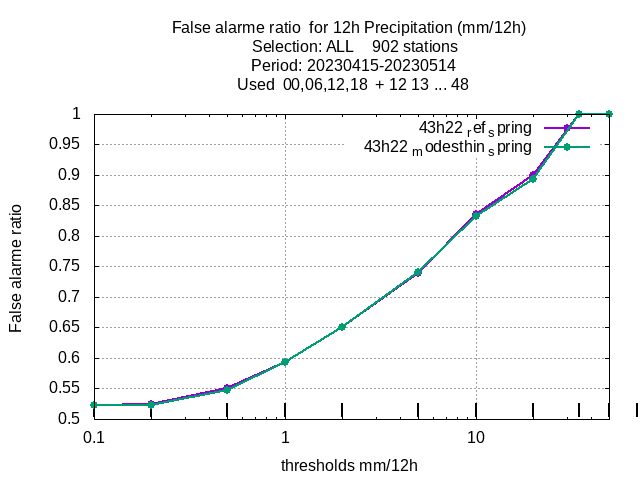 False alarme ratio  for 12h Precipitation (mm/12h)
Selection: ALL    902 stations
Period: 20230415-20230514
Used  00,06,12,18  + 12 13 ... 48
43h22 ref spring
43h22 modesthin spring
1
0.95
0.9
0.85
0.8
0.75
0.7
0.65
0.6
0.55
0.5
False alarme ratio
0.1
1
10
thresholds mm/12h